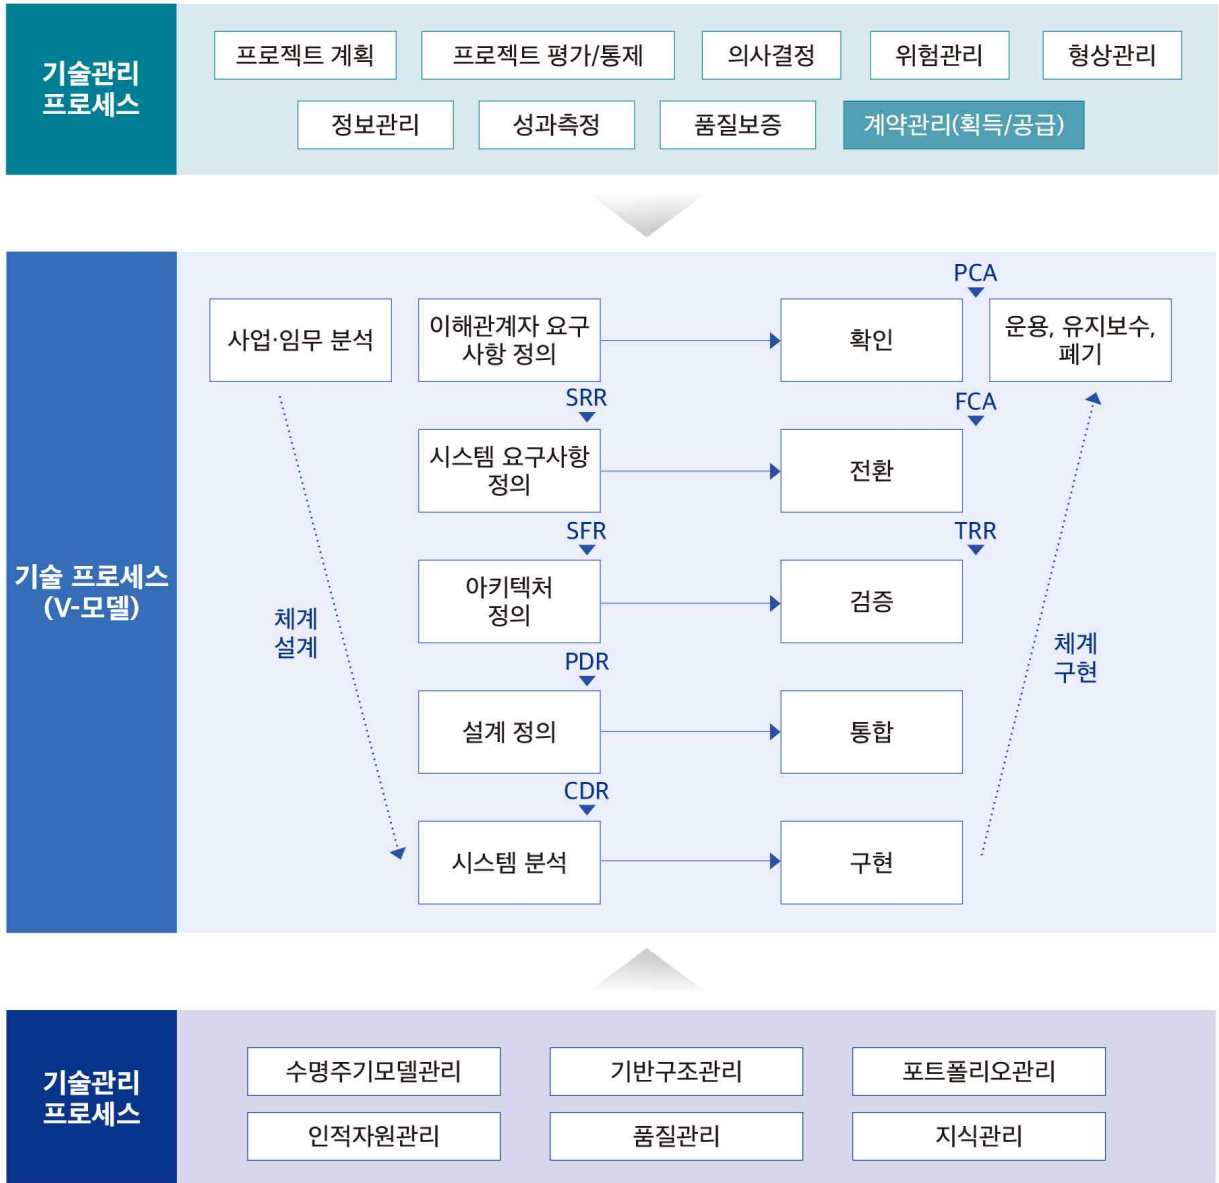 기술관리
프로세스
프로젝트 계획
프로젝트 평가/통제
의사결정
위험관리
형상관리
정보관리
성과측정
품질보증
계약관리(획득/공급)
기술 프로세스
(V-모델)
PCA
사업·임무 분석
이해관계자 요구
사항 정의
확인
운용, 유지보수,
폐기
SRR
FCA
시스템 요구사항
정의
전환
SFR
TRR
아키텍처
정의
검증
체계
설계
체계
구현
PDR
설계 정의
통합
CDR
시스템 분석
구현
기술관리
프로세스
수명주기모델관리
기반구조관리
포트폴리오관리
인적자원관리
품질관리
지식관리